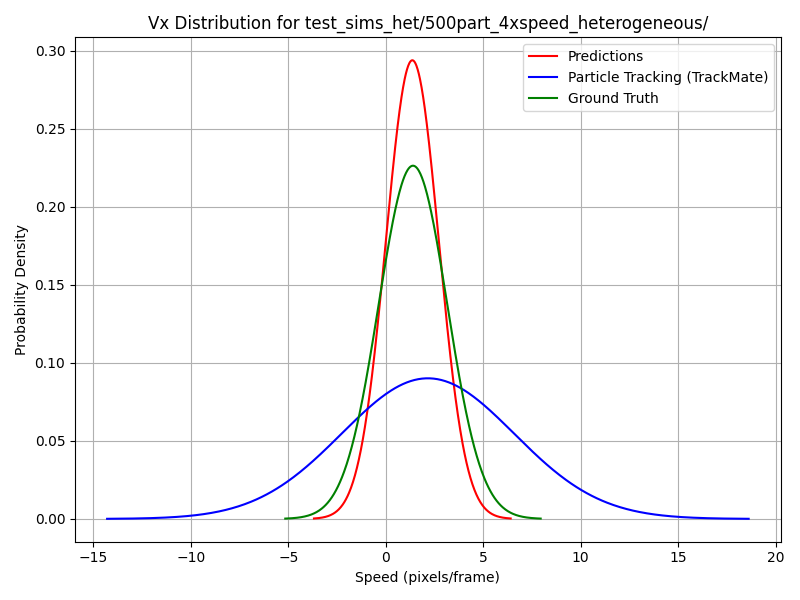 Vx Distribution for test_sims_het/500part_4xspeed_heterogeneous/
Predictions
Particle Tracking (TrackMate)
Ground Truth
0.30
0.25
0.20
0.15
0.10
0.05
0.00
Probability Density
−15
−10
−5
0
5
10
15
20
Speed (pixels/frame)